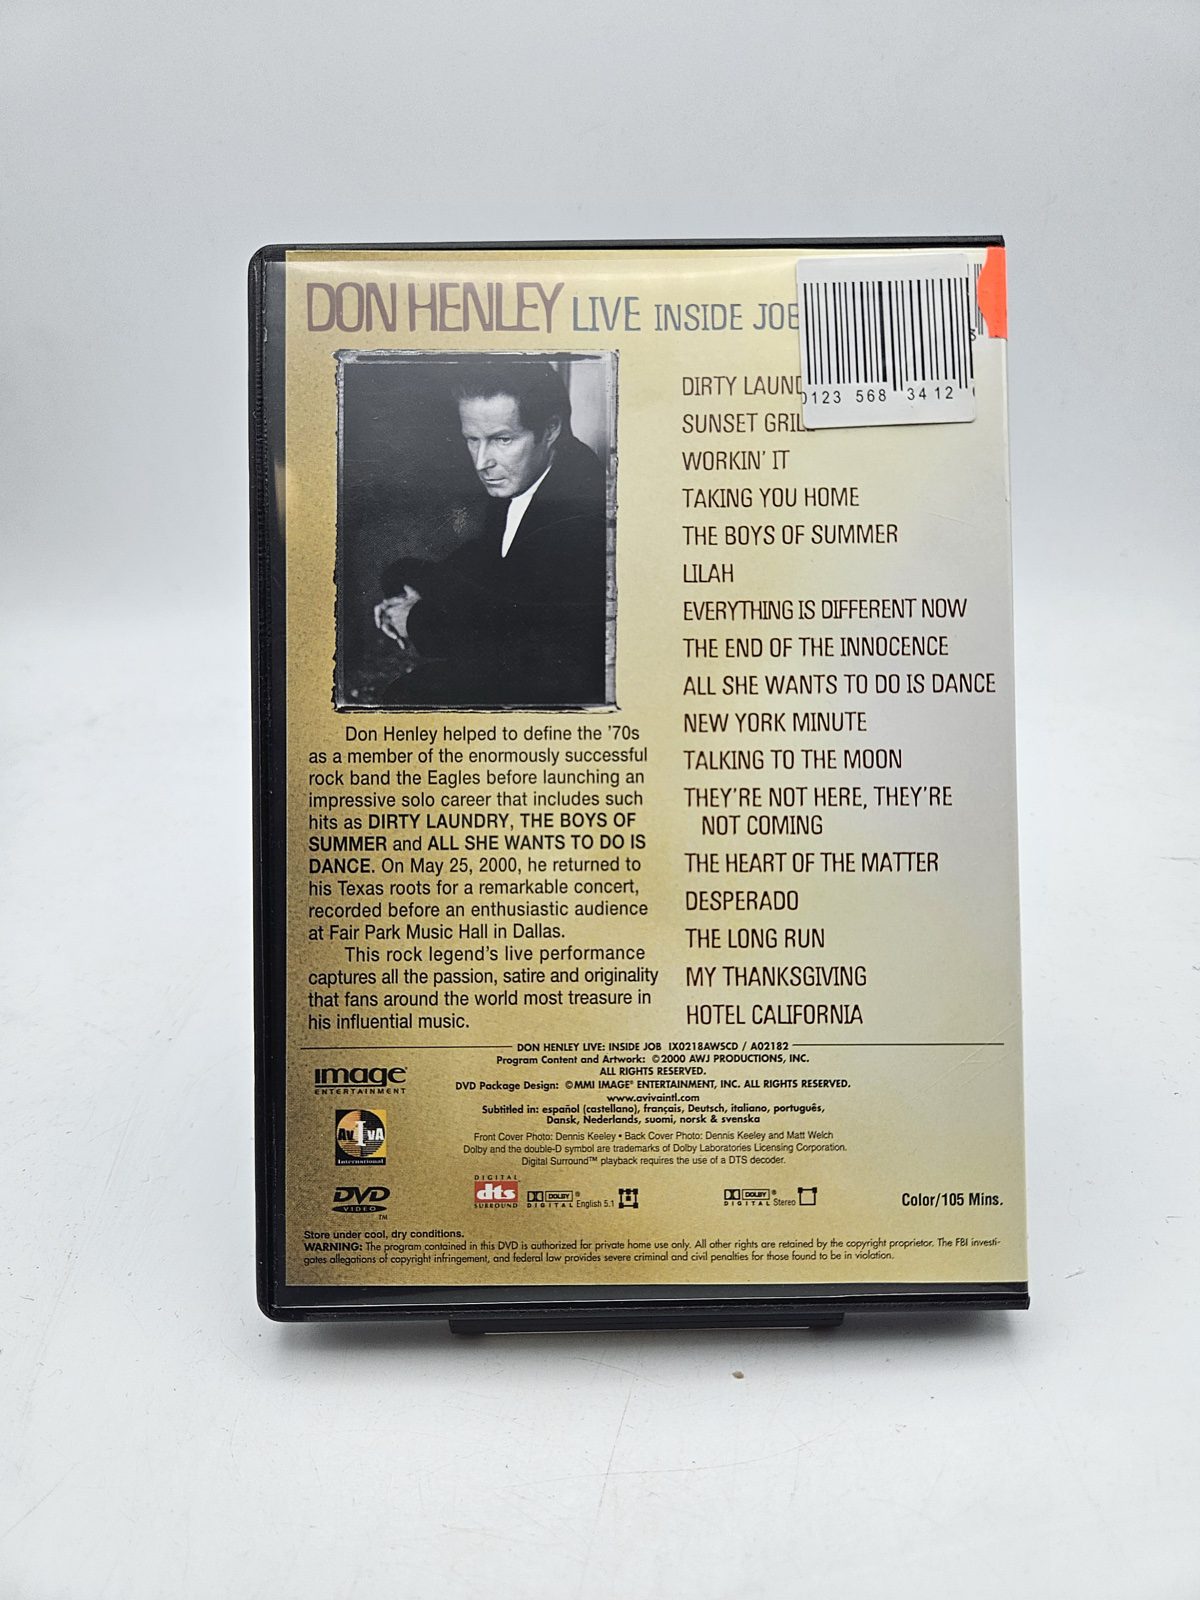 DON HENLEY LIVE INSIDE JOB
0123 568 3412
DIRTY
SUNSET GRILL
WORKIN' IT
TAKING YOU HOME
THE BOYS OF SUMMER
LILAH
EVERYTHING IS DIFFERENT NOW
THE END OF THE INNOCENCE
ALL SHE WANTS TO DO IS DANCE
NEW YORK MINUTE
TALKING TO THE MOON
THEY'RE NOT HERE, THEY'RE
NOT COMING
THE HEART OF THE MATTER
DESPERADO
THE LONG RUN
MY THANKSGIVING
HOTEL CALIFORNIA
Don Henley helped to define the '70s
as a member of the enormously successful
rock band the Eagles before launching an
impressive solo career that includes such
hits as DIRTY LAUNDRY, THE BOYS OF
SUMMER and ALL SHE WANTS TO DO IS
DANCE. On May 25, 2000, he returned to
his Texas roots for a remarkable concert,
recorded before an enthusiastic audience
at Fair Park Music Hall in Dallas.
This rock legend's live performance
captures all the passion, satire and originality
that fans around the world most treasure in
his influential music.
DON HENLEY LIVE: INSIDE JOB IX0218AWSCD / A02182
Program Content and Artwork: ©2000 AWJ PRODUCTIONS, INC.
ALL RIGHTS RESERVED.
DVD Package Design: ©MMI IMAGE® ENTERTAINMENT, INC. ALL RIGHTS RESERVED.
www.avivaintl.com
Subtitled in: español (castellano), français, Deutsch, italiano, português,
Dansk, Nederlands, suomi, norsk & svenska
Front Cover Photo: Dennis Keeley • Back Cover Photo: Dennis Keeley and Matt Welch
Dolby and the double-D symbol are trademarks of Dolby Laboratories Licensing Corporation.
Digital Surround™ playback requires the use of a DTS decoder.
image®
ENTERTAINMENT
AvIvA
International
DVD
VIDEO™
DIGITAL
dts
SURROUND
DOLBY®
DIGITAL English 5.1
DOLBY®
DIGITAL Stereo
Color/105 Mins.
Store under cool, dry conditions.
WARNING: The program contained in this DVD is authorized for private home use only. All other rights are retained by the copyright proprietor. The FBI investi-
gates allegations of copyright infringement, and federal law provides severe criminal and civil penalties for those found to be in violation.